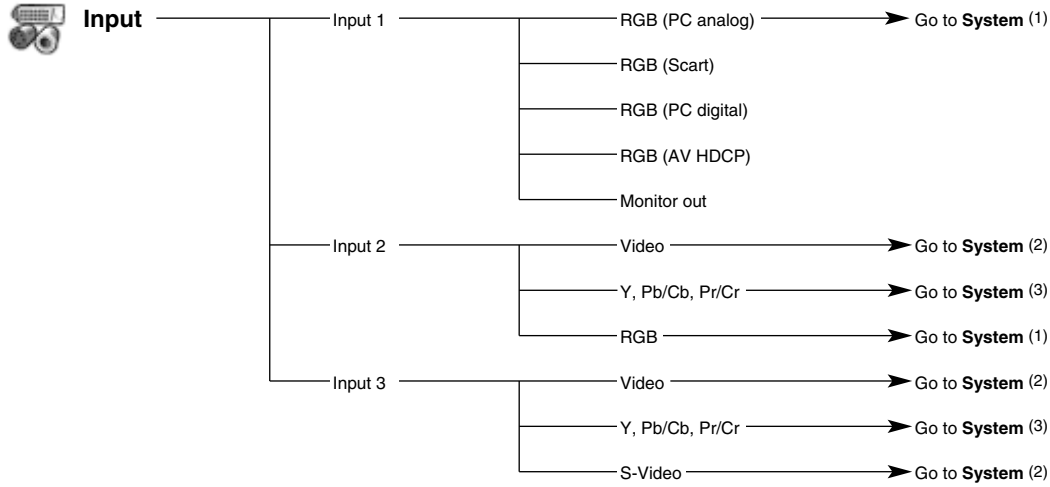 Input Input 1 RGB (PC analog) Go to System (1)
RGB (Scart)
RGB (PC digital)
RGB (AV HDCP)
Monitor out
Input 2 Video Go to System (2)
Y, Pb/Cb, Pr/Cr Go to System (3)
RGB Go to System (1)
Input 3 Video Go to System (2)
Y, Pb/Cb, Pr/Cr Go to System (3)
S-Video Go to System (2)